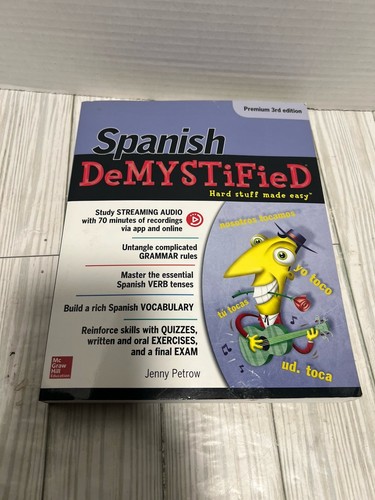 Premium 3rd edition
Spanish
DeMYSTiFieD
Hard stuff made easy™
Study STREAMING AUDIO
with 70 minutes of recordings
via app and online
Untangle complicated
GRAMMAR rules
Master the essential
Spanish VERB tenses
Build a rich Spanish VOCABULARY
Reinforce skills with QUIZZES,
written and oral EXERCISES,
and a final EXAM
Jenny Petrow
nosotros tocamos
yo toco
tú tocas
ud. toca
Mc
Graw
Hill
Education